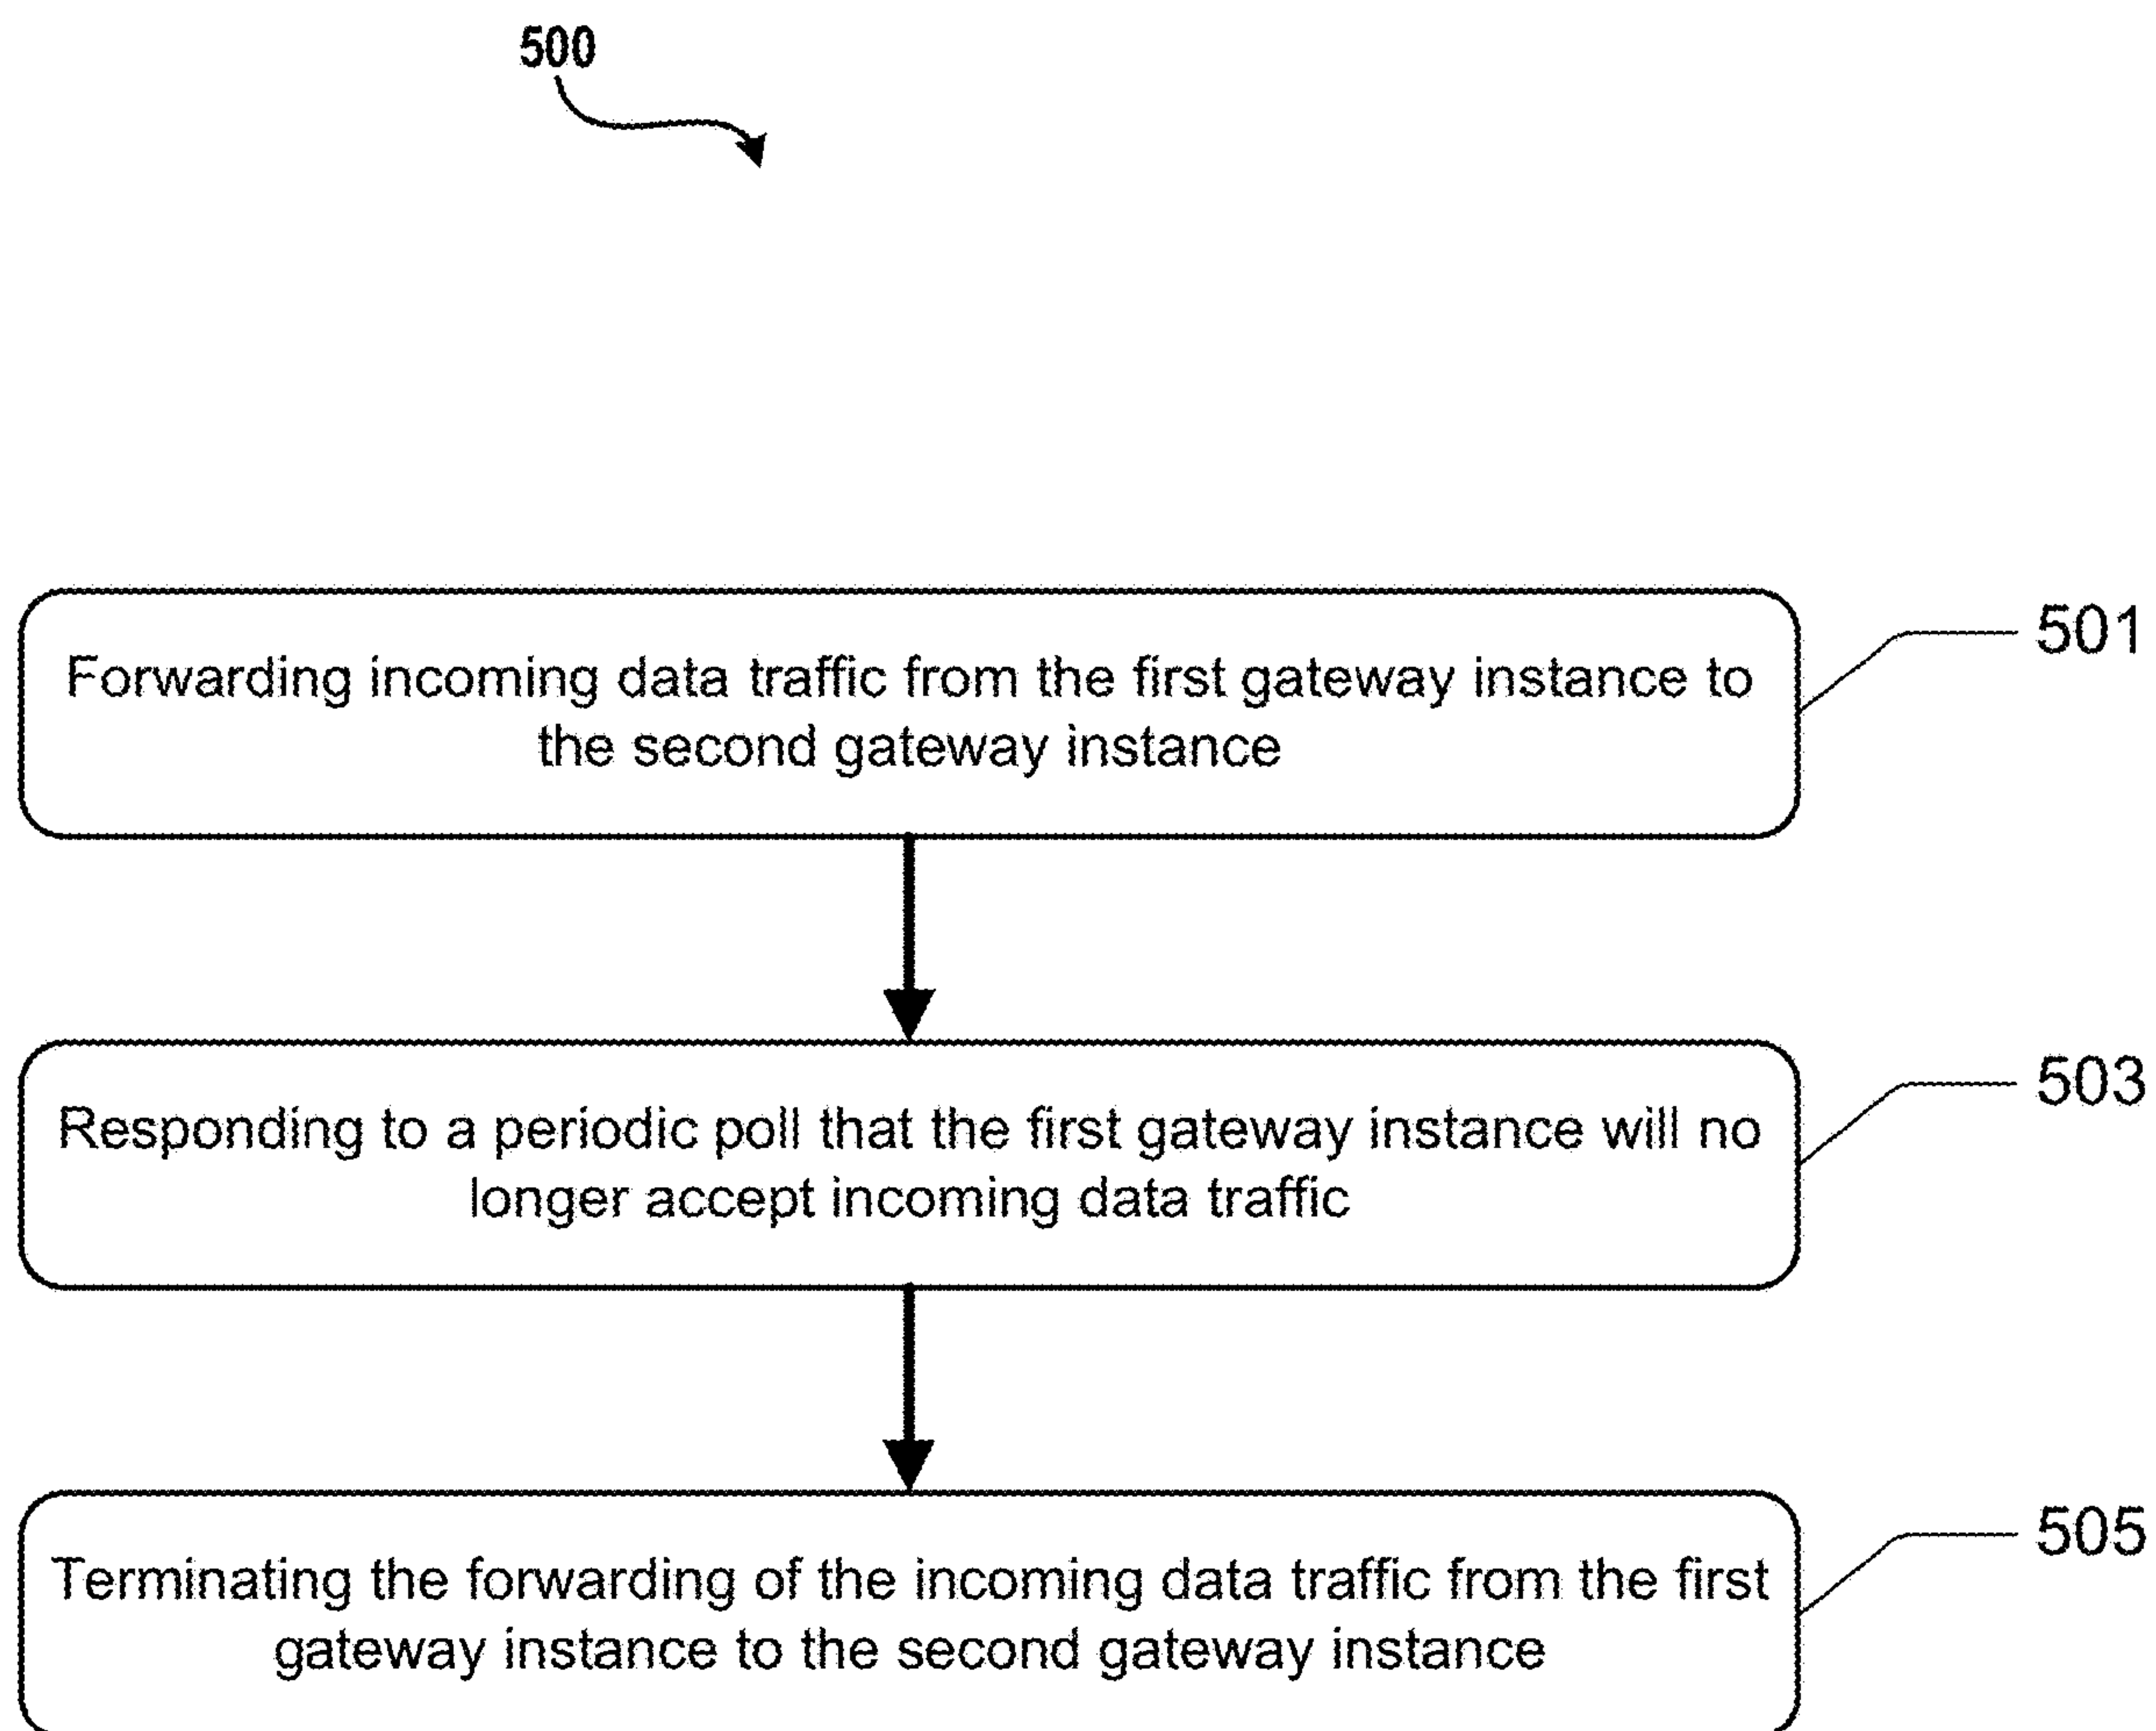 500
Forwarding incoming data traffic from the first gateway instance to
the second gateway instance
501
Responding to a periodic poll that the first gateway instance will no
longer accept incoming data traffic
503
Terminating the forwarding of the incoming data traffic from the first
gateway instance to the second gateway instance
505